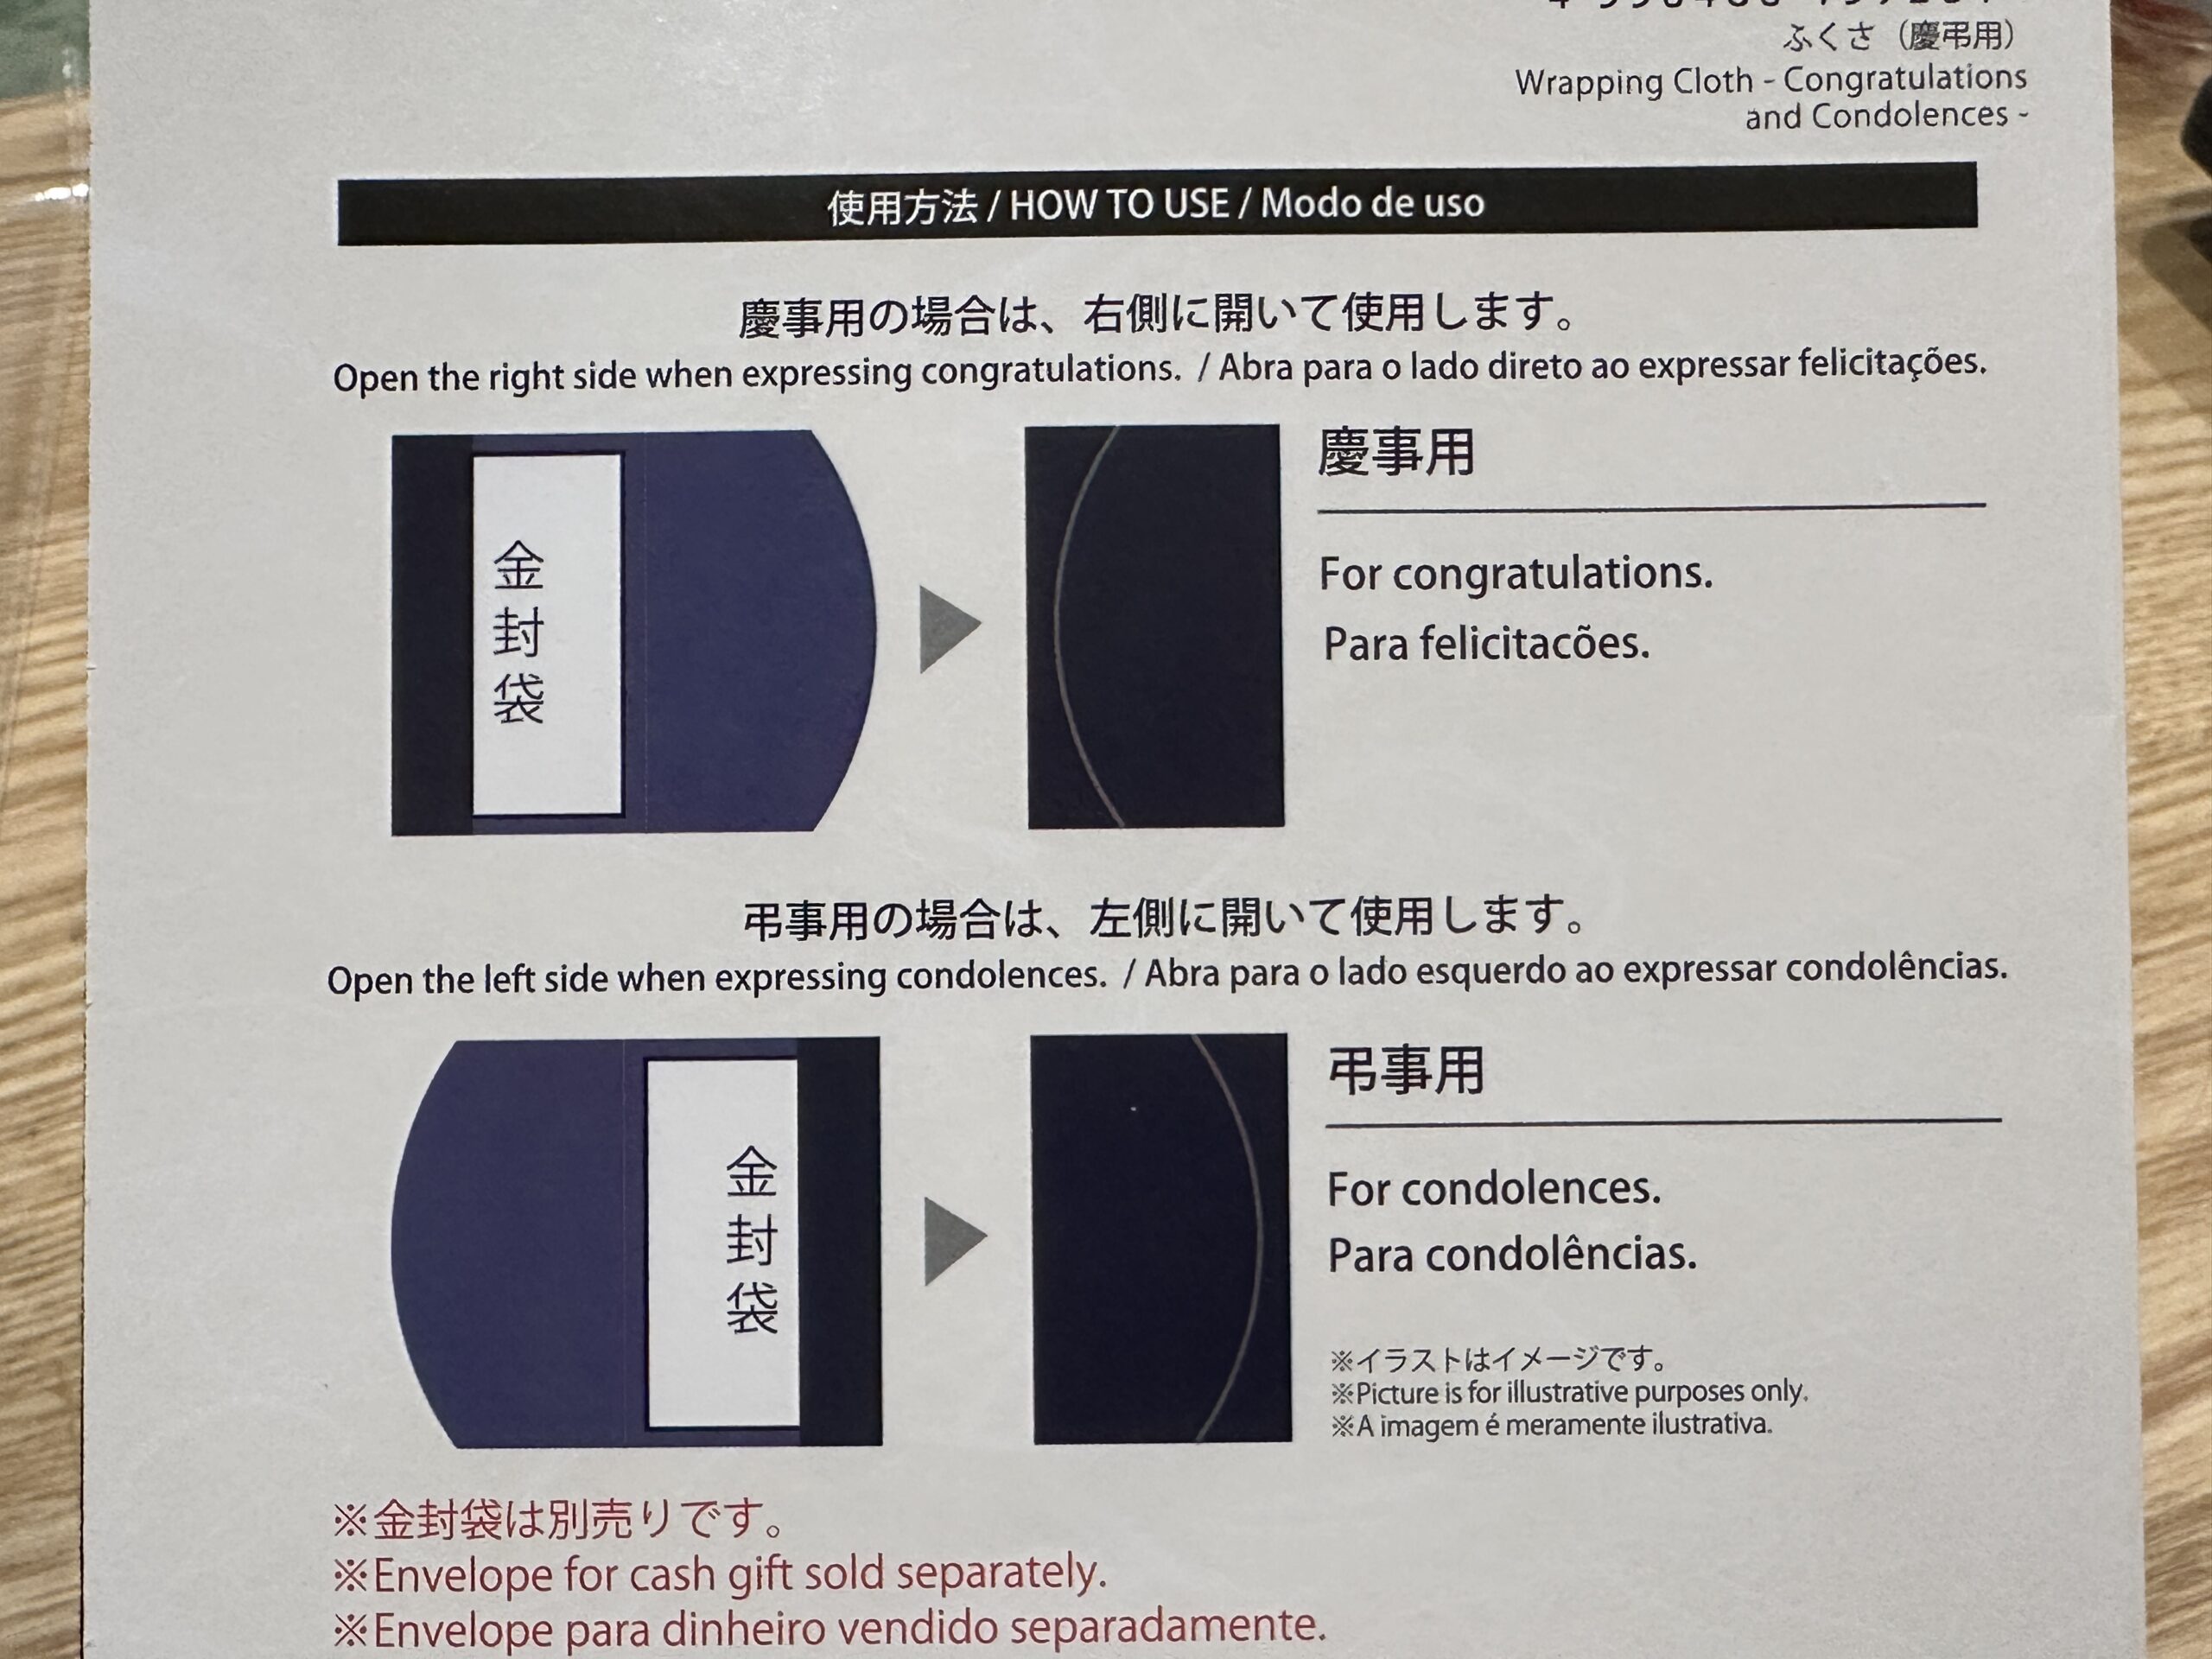 ふくさ（慶弔用）
Wrapping Cloth - Congratulations
and Condolences -
使用方法 / HOW TO USE / Modo de uso
慶事用の場合は、右側に開いて使用します。
Open the right side when expressing congratulations. / Abra para o lado direto ao expressar felicitações.
金封袋
慶事用
For congratulations.
Para felicitacões.
弔事用の場合は、左側に開いて使用します。
Open the left side when expressing condolences. / Abra para o lado esquerdo ao expressar condolências.
金封袋
弔事用
For condolences.
Para condolências.
※イラストはイメージです。
※Picture is for illustrative purposes only.
※A imagem é meramente ilustrativa.
※金封袋は別売りです。
※Envelope for cash gift sold separately.
※Envelope para dinheiro vendido separadamente.